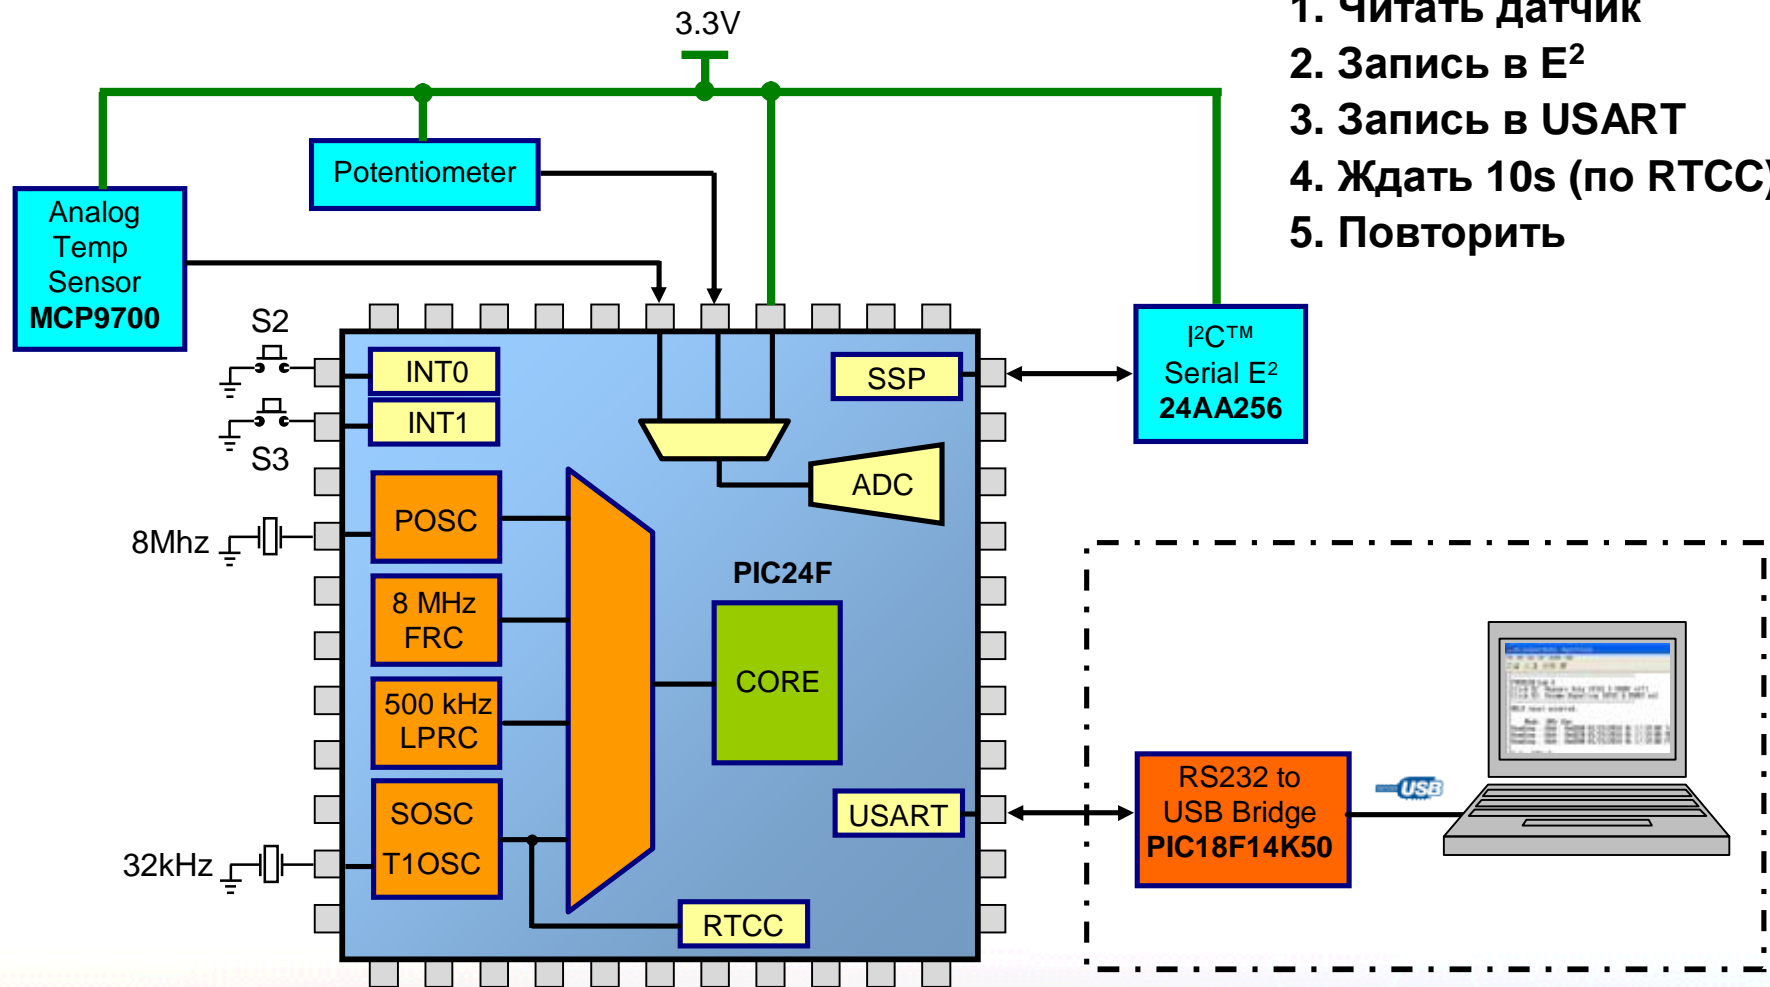 1. Читать датчик
2. Запись в E²
3. Запись в USART
4. Ждать 10s (по RTCC)
5. Повторить
3.3V
Potentiometer
Analog
Temp
Sensor
MCP9700
S2
S3
INT0
INT1
SSP
I²C™
Serial E²
24AA256
ADC
8Mhz
POSC
8 MHz
FRC
500 kHz
LPRC
SOSC
T1OSC
32kHz
PIC24F
CORE
USART
RTCC
RS232 to
USB Bridge
PIC18F14K50
USB